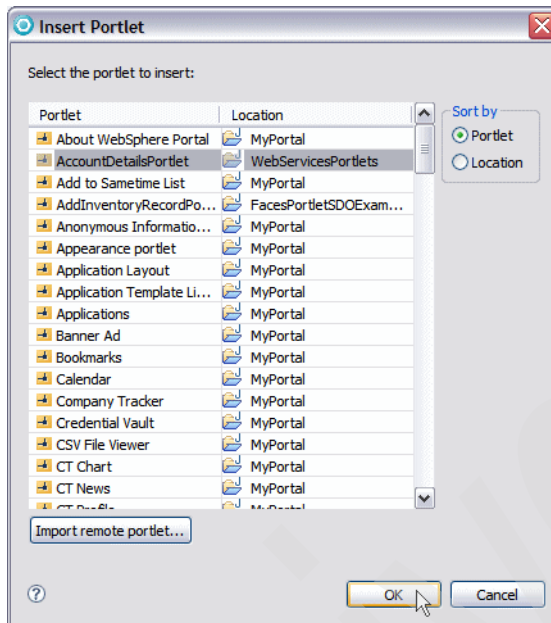 Insert Portlet
Select the portlet to insert:
Portlet Location
About WebSphere Portal MyPortal
AccountDetailsPortlet WebServicesPortlets
Add to Sametime List MyPortal
AddInventoryRecordPo... FacesPortletSDOExam...
Anonymous Informatio... MyPortal
Appearance portlet MyPortal
Application Layout MyPortal
Application Template Li... MyPortal
Applications MyPortal
Banner Ad MyPortal
Bookmarks MyPortal
Calendar MyPortal
Company Tracker MyPortal
Credential Vault MyPortal
CSV File Viewer MyPortal
CT Chart MyPortal
CT News MyPortal
Sort by
Portlet
Location
Import remote portlet...
?
OK Cancel